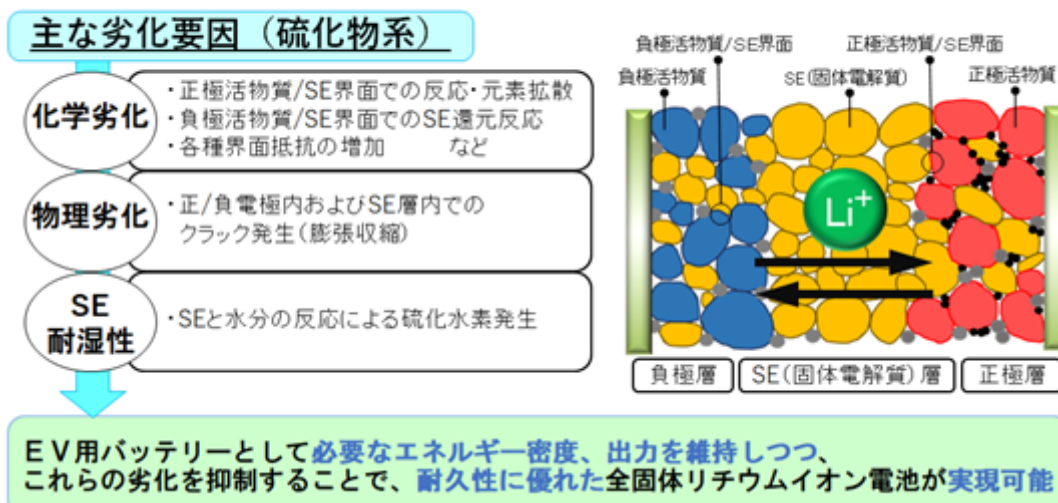 主な劣化要因（硫化物系）
化学劣化
・正極活物質/SE界面での反応・元素拡散
・負極活物質/SE界面でのSE還元反応
・各種界面抵抗の増加　　など
物理劣化
・正/負電極内およびSE層内での
クラック発生(膨張収縮)
SE
耐湿性
・SEと水分の反応による硫化水素発生
負極活物質/SE界面
正極活物質/SE界面
負極活物質
SE(固体電解質)
正極活物質
Li+
負極層
SE(固体電解質)層
正極層
ＥＶ用バッテリーとして必要なエネルギー密度、出力を維持しつつ、
これらの劣化を抑制することで、耐久性に優れた全固体リチウムイオン電池が実現可能